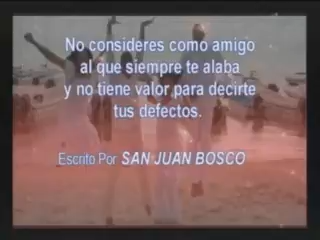 No consideres como amigo
al que siempre te alaba
y no tiene valor para decirte
tus defectos.
Escrito Por SAN JUAN BOSCO